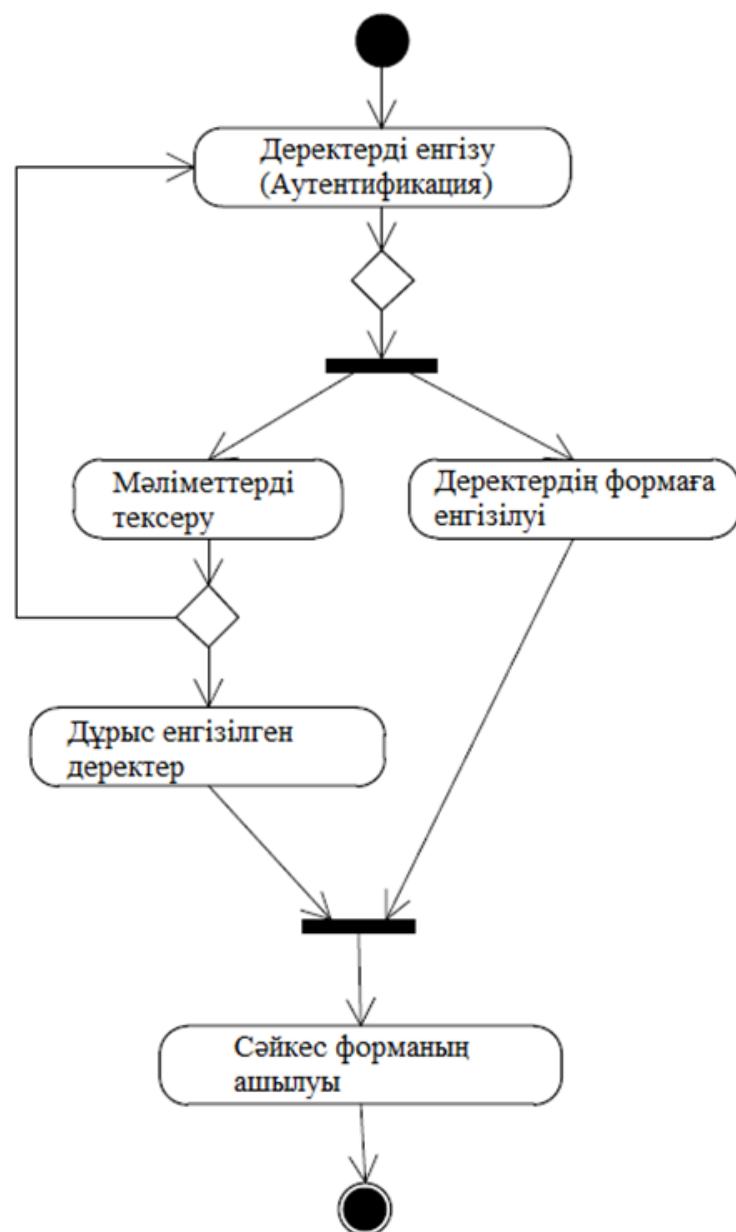 Деректерді енгізу
(Аутентификация)
Мәліметтерді
тексеру
Деректердің формаға
енгізілуі
Дұрыс енгізілген
деректер
Сәйкес форманың
ашылуы